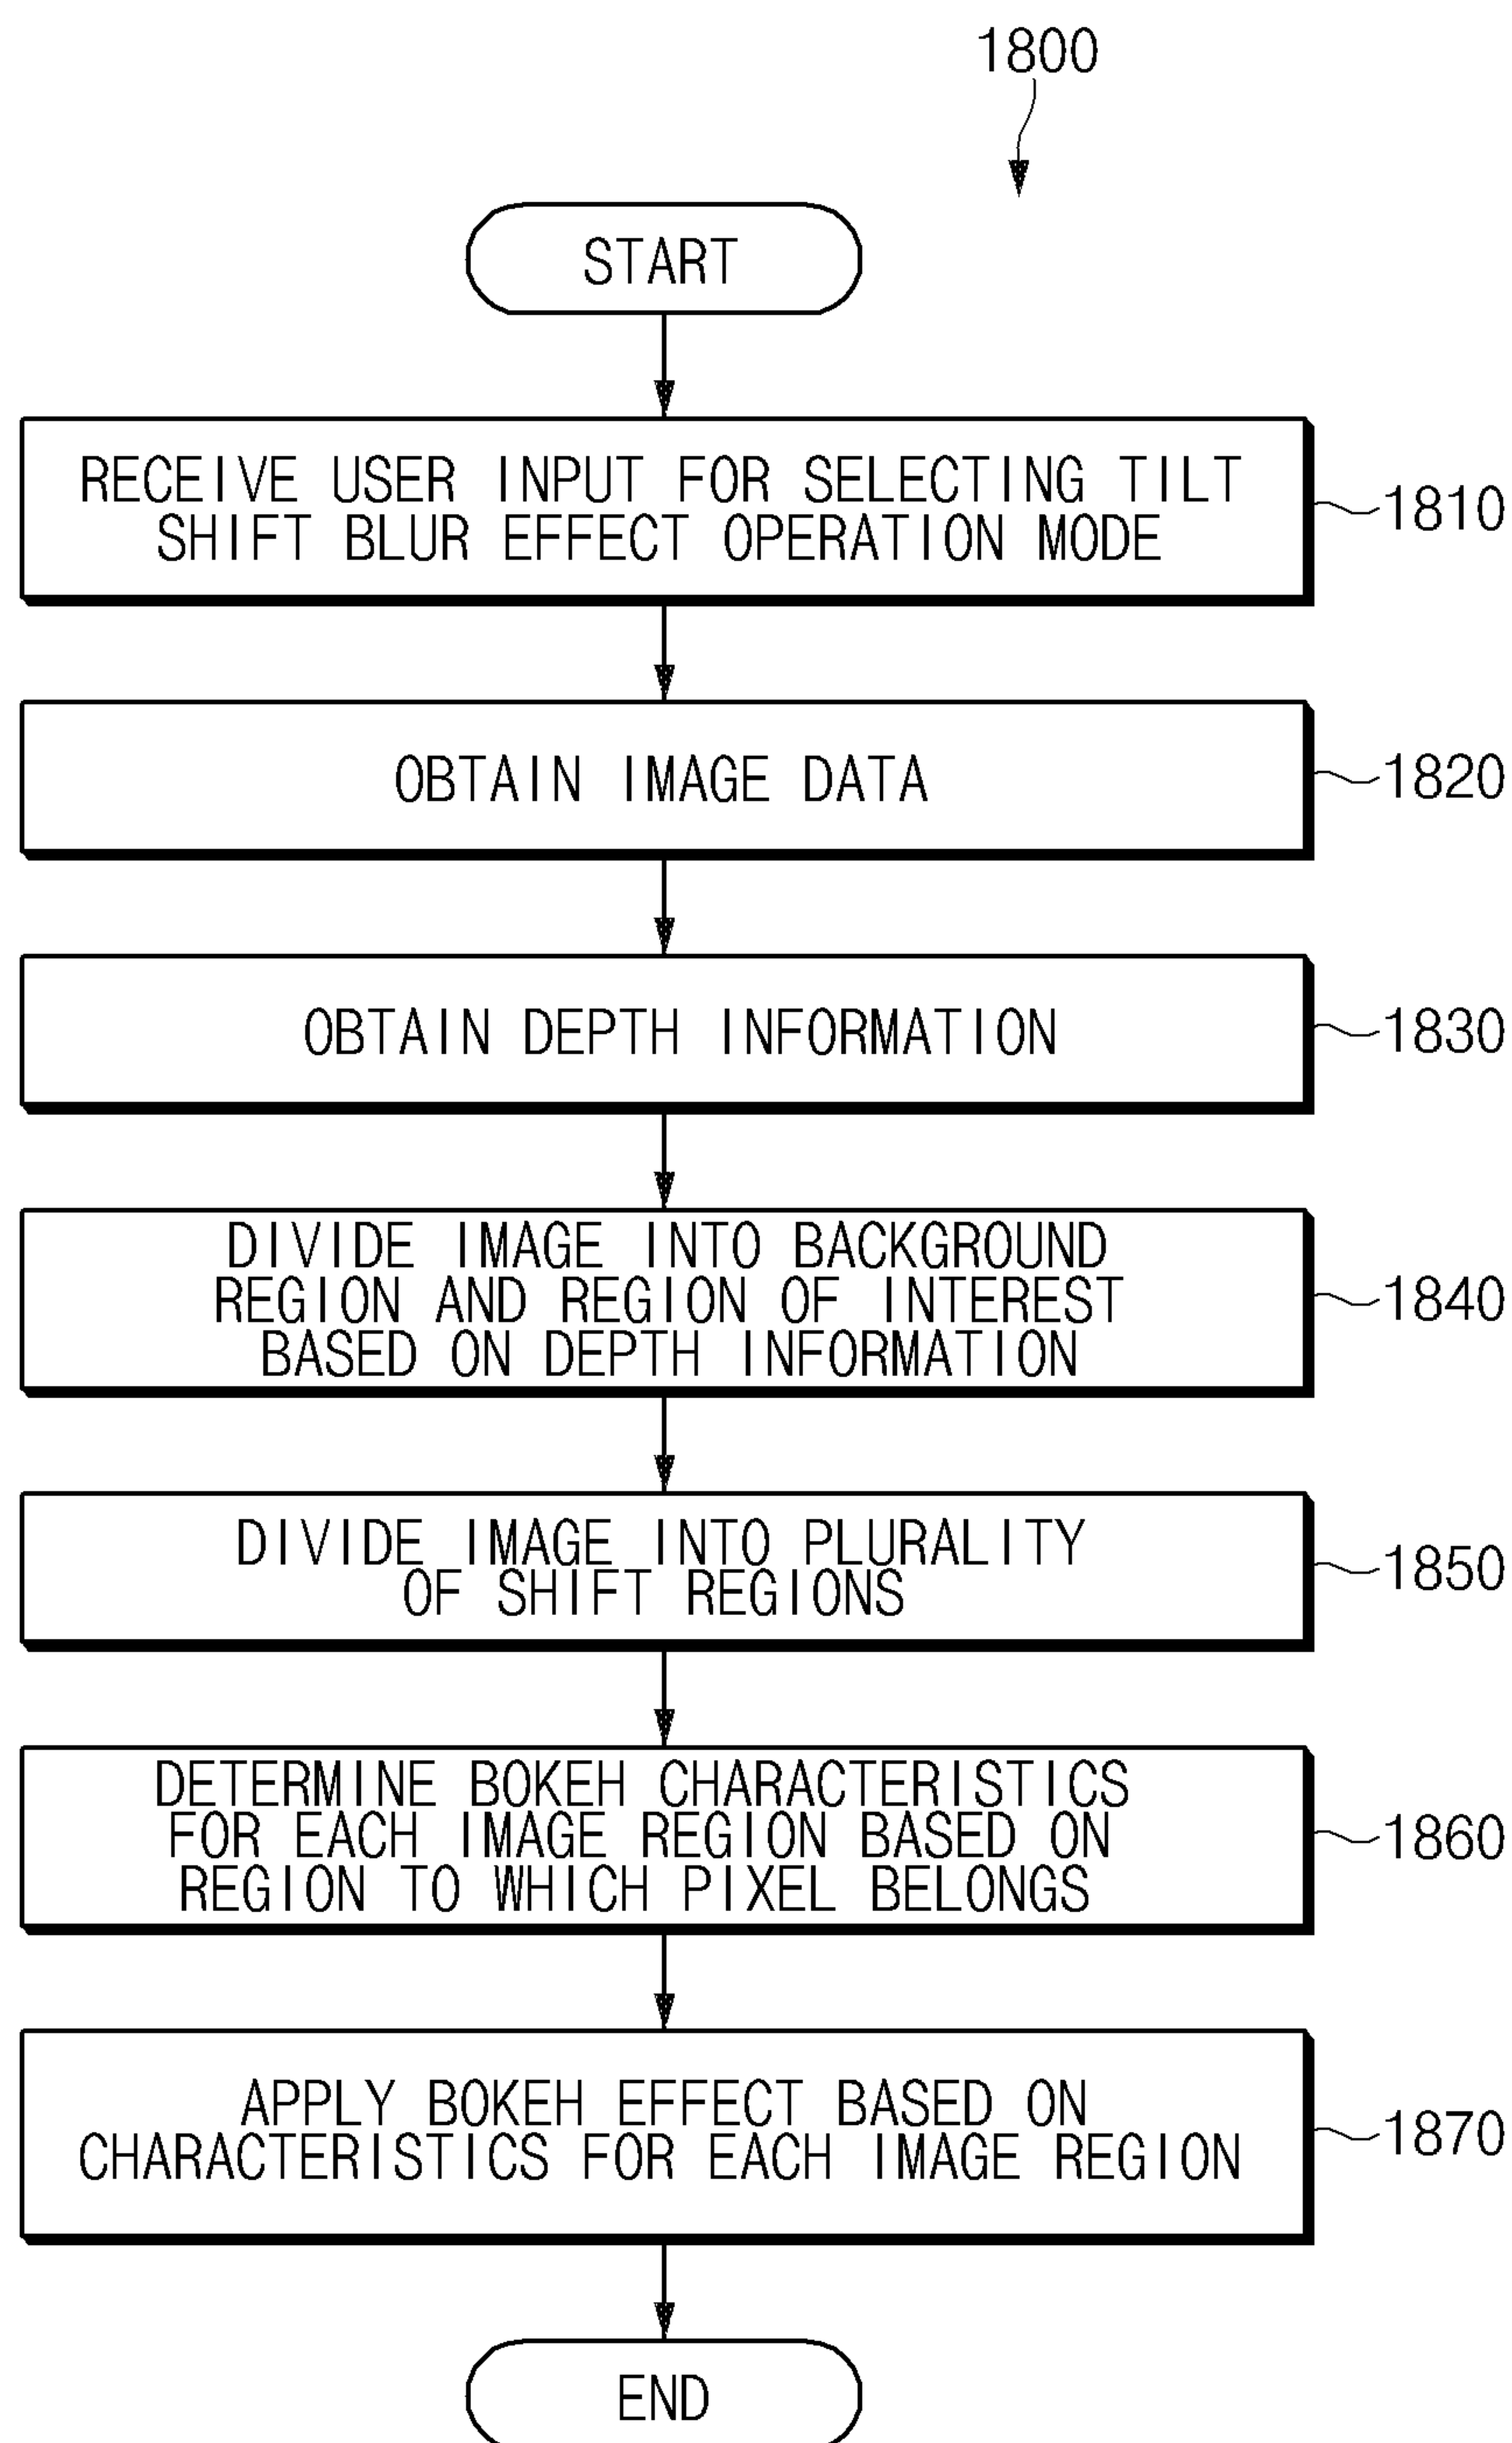 1800
START
RECEIVE USER INPUT FOR SELECTING TILT
SHIFT BLUR EFFECT OPERATION MODE
1810
OBTAIN IMAGE DATA
1820
OBTAIN DEPTH INFORMATION
1830
DIVIDE IMAGE INTO BACKGROUND
REGION AND REGION OF INTEREST
BASED ON DEPTH INFORMATION
1840
DIVIDE IMAGE INTO PLURALITY
OF SHIFT REGIONS
1850
DETERMINE BOKEH CHARACTERISTICS
FOR EACH IMAGE REGION BASED ON
REGION TO WHICH PIXEL BELONGS
1860
APPLY BOKEH EFFECT BASED ON
CHARACTERISTICS FOR EACH IMAGE REGION
1870
END